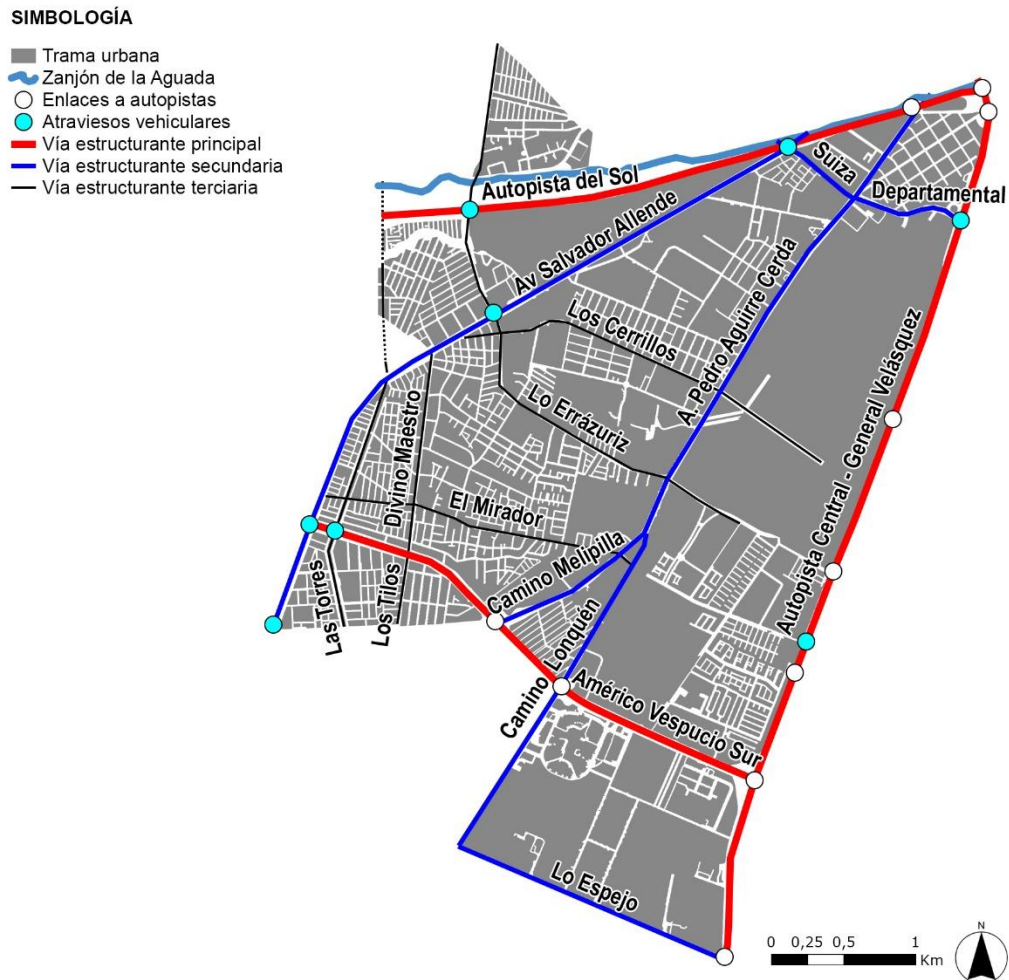 SIMBOLOGÍA
Trama urbana
Zanjón de la Aguada
Enlaces a autopistas
Atraviesos vehiculares
Vía estructurante principal
Vía estructurante secundaria
Vía estructurante terciaria
Autopista del Sol
Suiza
Departamental
Av Salvador Allende
Los Cerrillos
A. Pedro Aguirre Cerda
Lo Errázuriz
Divino Maestro
El Mirador
Autopista Central - General Velásquez
Camino Melipilla
Las Torres
Los Tilos
Camino Lonquén
Américo Vespucio Sur
Lo Espejo
0 0,25 0,5 1
Km
N